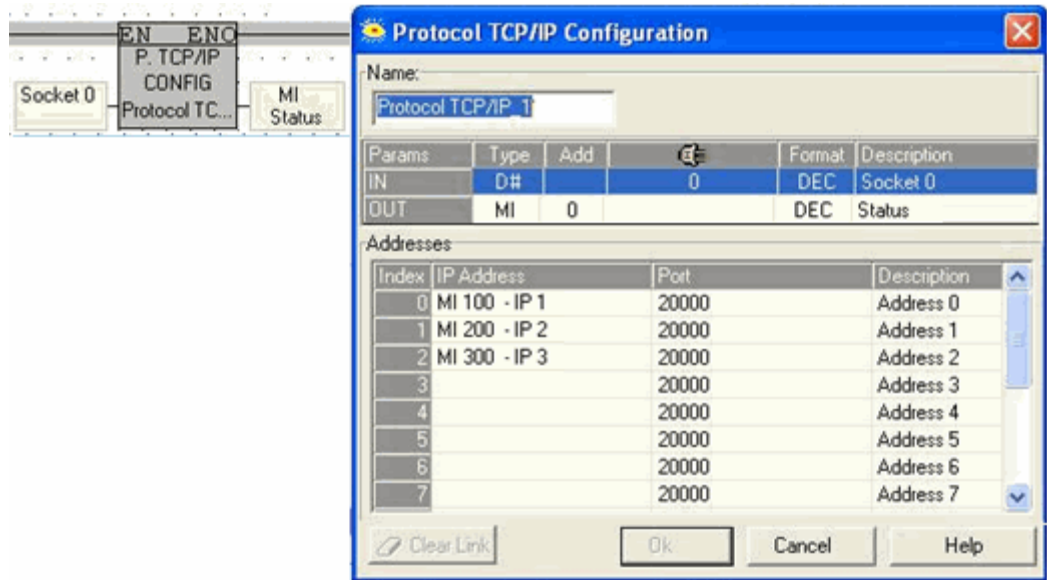 EN ENO
P. TCP/IP
CONFIG
Protocol TC...
Socket 0
MI
Status
Protocol TCP/IP Configuration
Name:
Protocol TCP/IP_1
Params Type Add Format Description
IN D# 0 DEC Socket 0
OUT MI 0 DEC Status
Addresses
Index IP Address Port Description
0 MI 100 - IP 1 20000 Address 0
1 MI 200 - IP 2 20000 Address 1
2 MI 300 - IP 3 20000 Address 2
3 20000 Address 3
4 20000 Address 4
5 20000 Address 5
6 20000 Address 6
7 20000 Address 7
Clear Link Ok Cancel Help